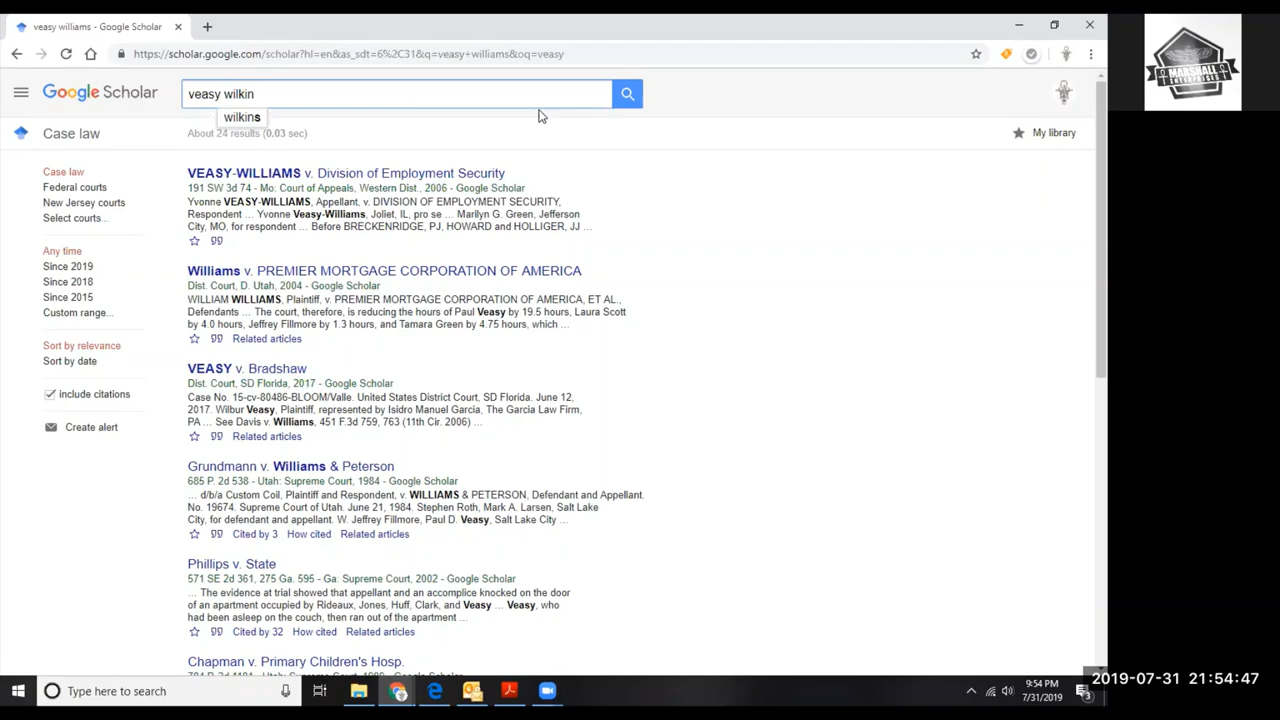 veasy williams - Google Scholar
https://scholar.google.com/scholar?hl=en&as_sdt=6%2C31&q=veasy+williams&oq=veasy
Google Scholar
veasy wilkin
wilkins
Case law
About 24 results (0.03 sec)
My library
Case law
Federal courts
New Jersey courts
Select courts...
Any time
Since 2019
Since 2018
Since 2015
Custom range...
Sort by relevance
Sort by date
include citations
Create alert
VEASY-WILLIAMS v. Division of Employment Security
191 SW 3d 74 - Mo: Court of Appeals, Western Dist., 2006 - Google Scholar
Yvonne VEASY-WILLIAMS, Appellant, v. DIVISION OF EMPLOYMENT SECURITY,
Respondent ... Yvonne Veasy-Williams, Joliet, IL, pro se ... Marilyn G. Green, Jefferson
City, MO, for respondent ... Before BRECKENRIDGE, PJ, HOWARD and HOLLIGER, JJ ...
Williams v. PREMIER MORTGAGE CORPORATION OF AMERICA
Dist. Court, D. Utah, 2004 - Google Scholar
WILLIAM WILLIAMS, Plaintiff, v. PREMIER MORTGAGE CORPORATION OF AMERICA, ET AL.,
Defendants ... The court, therefore, is reducing the hours of Paul Veasy by 19.5 hours, Laura Scott
by 4.0 hours, Jeffrey Fillmore by 1.3 hours, and Tamara Green by 4.75 hours, which ...
Related articles
VEASY v. Bradshaw
Dist. Court, SD Florida, 2017 - Google Scholar
Case No. 15-cv-80486-BLOOM/Valle. United States District Court, SD Florida. June 12,
2017. Wilbur Veasy, Plaintiff, represented by Isidro Manuel Garcia, The Garcia Law Firm,
PA ... See Davis v. Williams, 451 F.3d 759, 763 (11th Cir. 2006) ...
Related articles
Grundmann v. Williams & Peterson
685 P. 2d 538 - Utah: Supreme Court, 1984 - Google Scholar
... d/b/a Custom Coil, Plaintiff and Respondent, v. WILLIAMS & PETERSON, Defendant and Appellant.
No. 19674. Supreme Court of Utah. June 21, 1984. Stephen Roth, Mark A. Larsen, Salt Lake
City, for defendant and appellant. W. Jeffrey Fillmore, Paul D. Veasy, Salt Lake City ...
Cited by 3 How cited Related articles
Phillips v. State
571 SE 2d 361, 275 Ga. 595 - Ga: Supreme Court, 2002 - Google Scholar
... The evidence at trial showed that appellant and an accomplice knocked on the door
of an apartment occupied by Rideaux, Jones, Huff, Clark, and Veasy ... Veasy, who
had been asleep on the couch, then ran out of the apartment ...
Cited by 32 How cited Related articles
Chapman v. Primary Children's Hosp.
Type here to search
9:54 PM
7/31/2019
3
MARSHALL
ENTERPRISES
2019-07-31 21:54:47